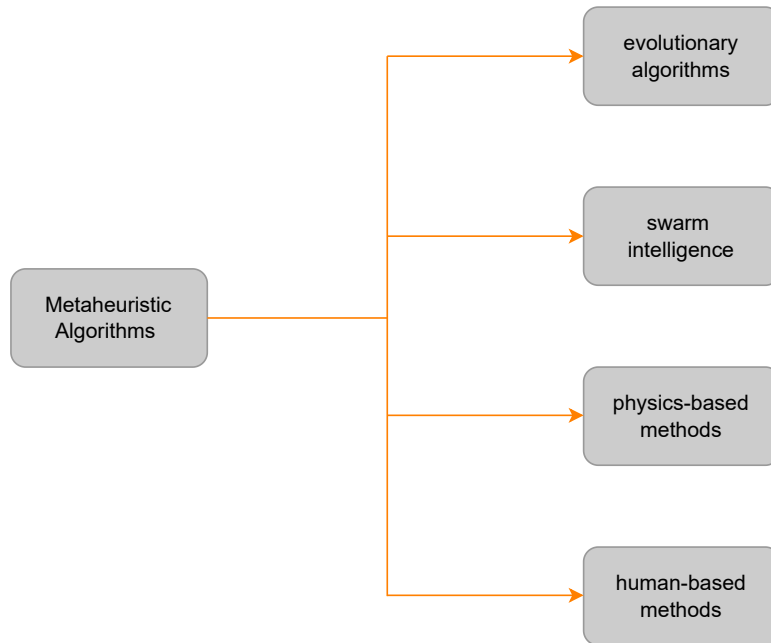 evolutionary
algorithms
swarm
intelligence
Metaheuristic
Algorithms
physics-based
methods
human-based
methods